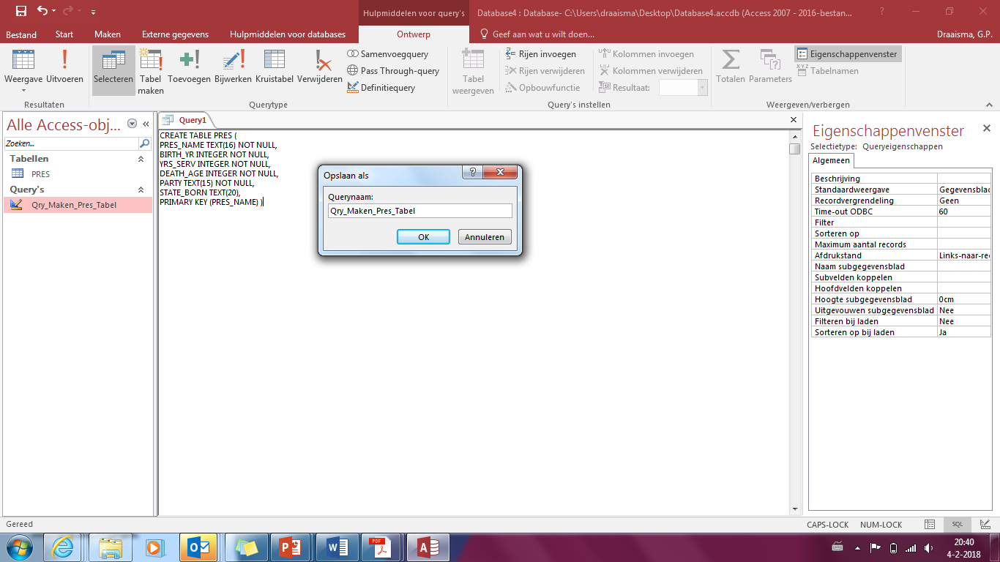 Hulpmiddelen voor query's
Database4 : Database- C:\Users\draaisma\Desktop\Database4.accdb (Access 2007 - 2016-bestan...
Bestand Start Maken Externe gegevens Hulpmiddelen voor databases Ontwerp Geef aan wat u wilt doen... Draaisma, G.P.
Weergave Uitvoeren
Resultaten
Selecteren Tabel maken Toevoegen Bijwerken Kruistabel Verwijderen
Samenvoegquery
Pass Through-query
Definitiequery
Querytype
Tabel weergeven
Rijen invoegen
Rijen verwijderen
Opbouwfunctie
Kolommen invoegen
Kolommen verwijderen
Resultaat:
Query's instellen
Totalen Parameters
Eigenschappenvenster
XYZ Tabelnamen
Weergeven/verbergen
Alle Access-obj...
Zoeken...
Tabellen
PRES
Query's
Qry_Maken_Pres_Tabel
Query1
CREATE TABLE PRES (
PRES_NAME TEXT(16) NOT NULL,
BIRTH_YR INTEGER NOT NULL,
YRS_SERV INTEGER NOT NULL,
DEATH_AGE INTEGER NOT NULL,
PARTY TEXT(15) NOT NULL,
STATE_BORN TEXT(20),
PRIMARY KEY (PRES_NAME) )
Opslaan als
Querynaam:
Qry_Maken_Pres_Tabel
OK Annuleren
Eigenschappenvenster
Selectietype: Queryeigenschappen
Algemeen
Beschrijving
Standaardweergave Gegevensblad
Recordvergrendeling Geen
Time-out ODBC 60
Filter
Sorteren op
Maximum aantal records
Afdrukstand Links-naar-re
Naam subgegevensblad
Subvelden koppelen
Hoofdvelden koppelen
Hoogte subgegevensblad 0cm
Uitgevouwen subgegevensblad Nee
Filteren bij laden Nee
Sorteren op bij laden Ja
Gereed
CAPS-LOCK NUM-LOCK SQL
20:40
4-2-2018